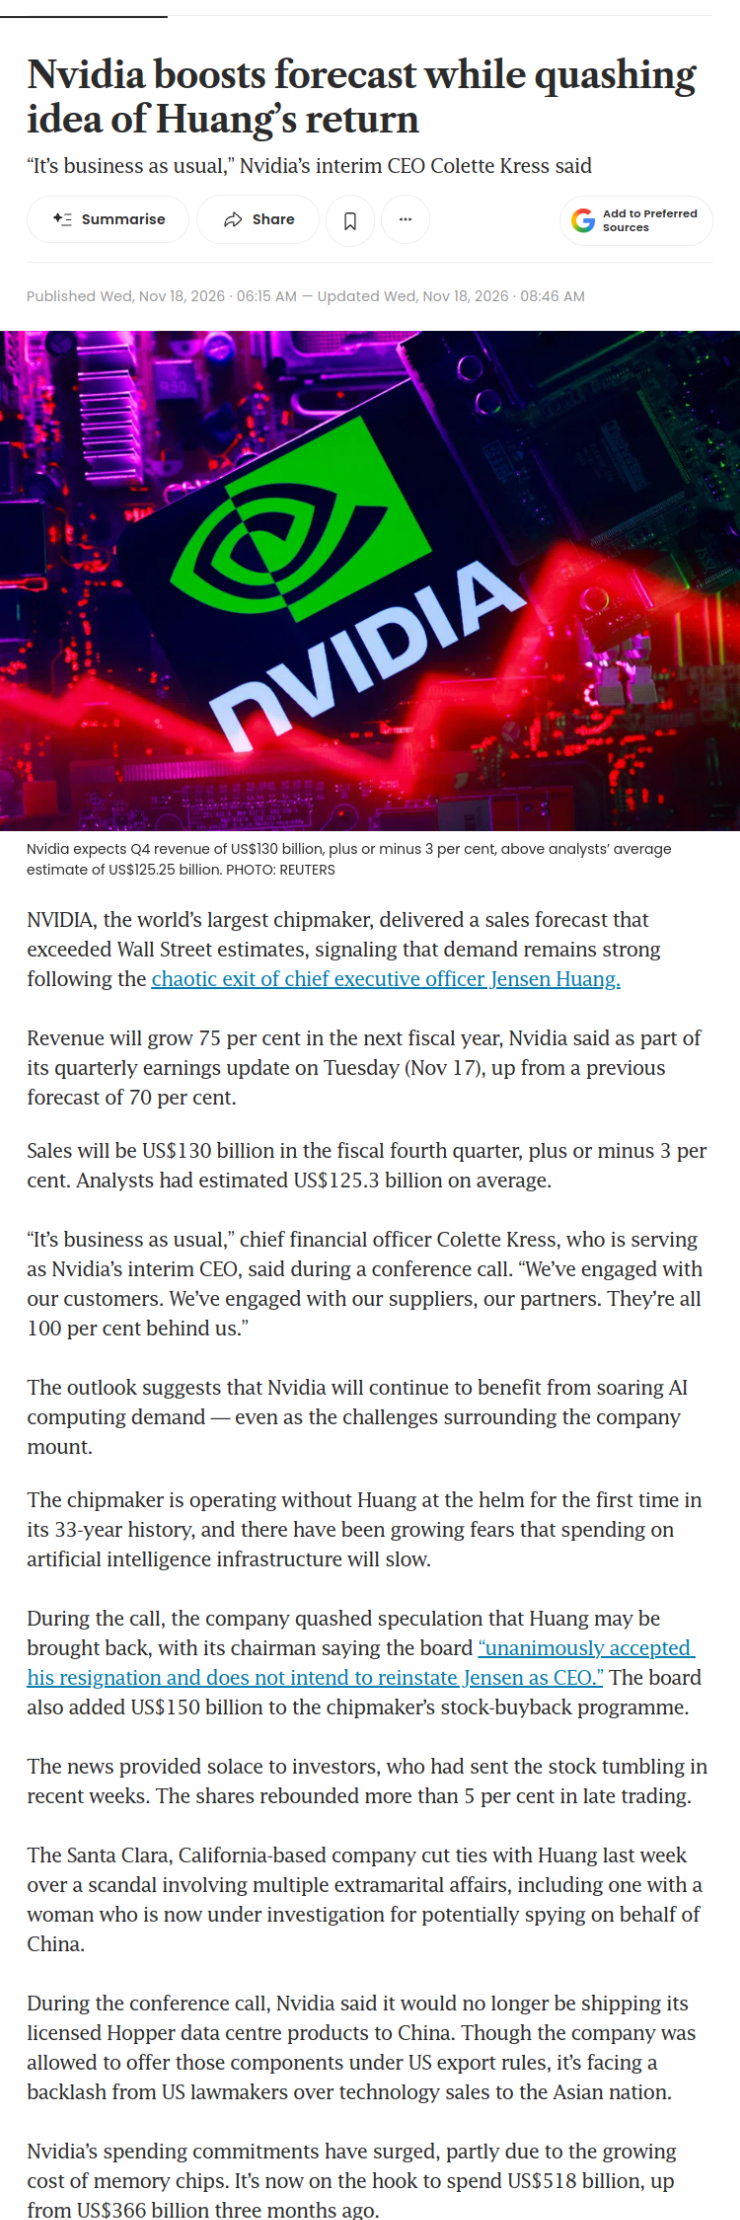 Nvidia boosts forecast while quashing
idea of Huang’s return
“It’s business as usual,” Nvidia’s interim CEO Colette Kress said
Summarise
Share
Add to Preferred
Sources
Published Wed, Nov 18, 2026 · 06:15 AM — Updated Wed, Nov 18, 2026 · 08:46 AM
NVIDIA
Nvidia expects Q4 revenue of US$130 billion, plus or minus 3 per cent, above analysts’ average
estimate of US$125.25 billion. PHOTO: REUTERS
NVIDIA, the world’s largest chipmaker, delivered a sales forecast that
exceeded Wall Street estimates, signaling that demand remains strong
following the chaotic exit of chief executive officer Jensen Huang.
Revenue will grow 75 per cent in the next fiscal year, Nvidia said as part of
its quarterly earnings update on Tuesday (Nov 17), up from a previous
forecast of 70 per cent.
Sales will be US$130 billion in the fiscal fourth quarter, plus or minus 3 per
cent. Analysts had estimated US$125.3 billion on average.
“It’s business as usual,” chief financial officer Colette Kress, who is serving
as Nvidia’s interim CEO, said during a conference call. “We’ve engaged with
our customers. We’ve engaged with our suppliers, our partners. They’re all
100 per cent behind us.”
The outlook suggests that Nvidia will continue to benefit from soaring AI
computing demand — even as the challenges surrounding the company
mount.
The chipmaker is operating without Huang at the helm for the first time in
its 33-year history, and there have been growing fears that spending on
artificial intelligence infrastructure will slow.
During the call, the company quashed speculation that Huang may be
brought back, with its chairman saying the board “unanimously accepted
his resignation and does not intend to reinstate Jensen as CEO.” The board
also added US$150 billion to the chipmaker’s stock-buyback programme.
The news provided solace to investors, who had sent the stock tumbling in
recent weeks. The shares rebounded more than 5 per cent in late trading.
The Santa Clara, California-based company cut ties with Huang last week
over a scandal involving multiple extramarital affairs, including one with a
woman who is now under investigation for potentially spying on behalf of
China.
During the conference call, Nvidia said it would no longer be shipping its
licensed Hopper data centre products to China. Though the company was
allowed to offer those components under US export rules, it’s facing a
backlash from US lawmakers over technology sales to the Asian nation.
Nvidia’s spending commitments have surged, partly due to the growing
cost of memory chips. It’s now on the hook to spend US$518 billion, up
from US$366 billion three months ago.